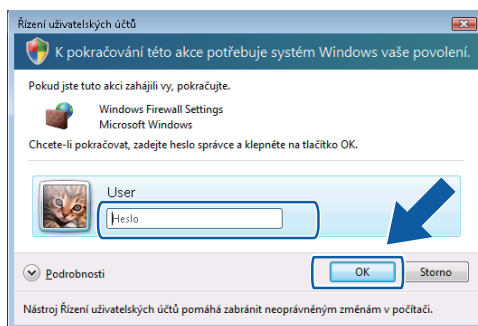 Řízení uživatelských účtů
K pokračování této akce potřebuje systém Windows vaše povolení.
Pokud jste tuto akci zahájili vy, pokračujte.
Windows Firewall Settings
Microsoft Windows
Chcete-li pokračovat, zadejte heslo správce a klepněte na tlačítko OK.
User
Heslo
Podrobnosti
OK
Storno
Nástroj Řízení uživatelských účtů pomáhá zabránit neoprávněným změnám v počítači.